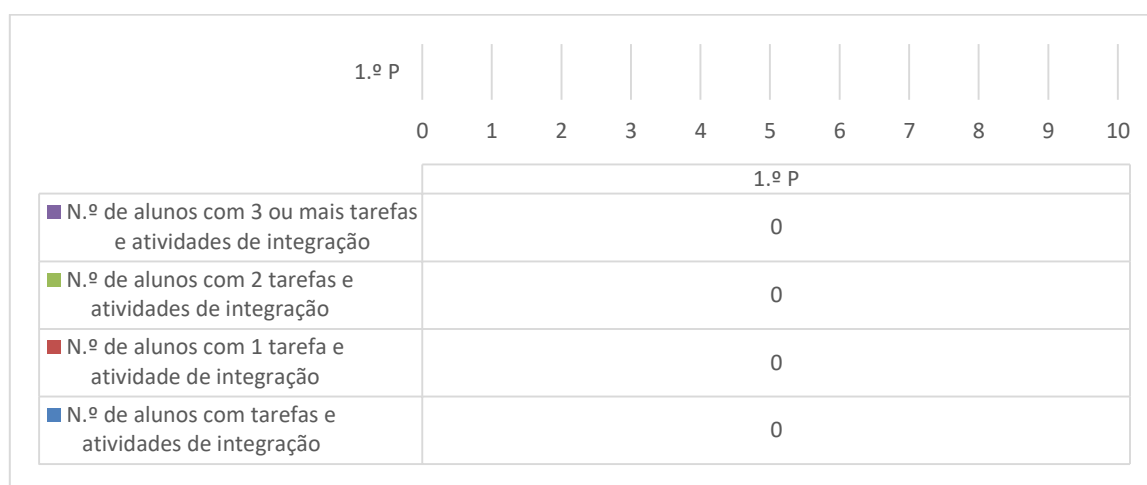 1.º P
0 1 2 3 4 5 6 7 8 9 10
1.º P
N.º de alunos com 3 ou mais tarefas
e atividades de integração
0
N.º de alunos com 2 tarefas e
atividades de integração
0
N.º de alunos com 1 tarefa e
atividade de integração
0
N.º de alunos com tarefas e
atividades de integração
0